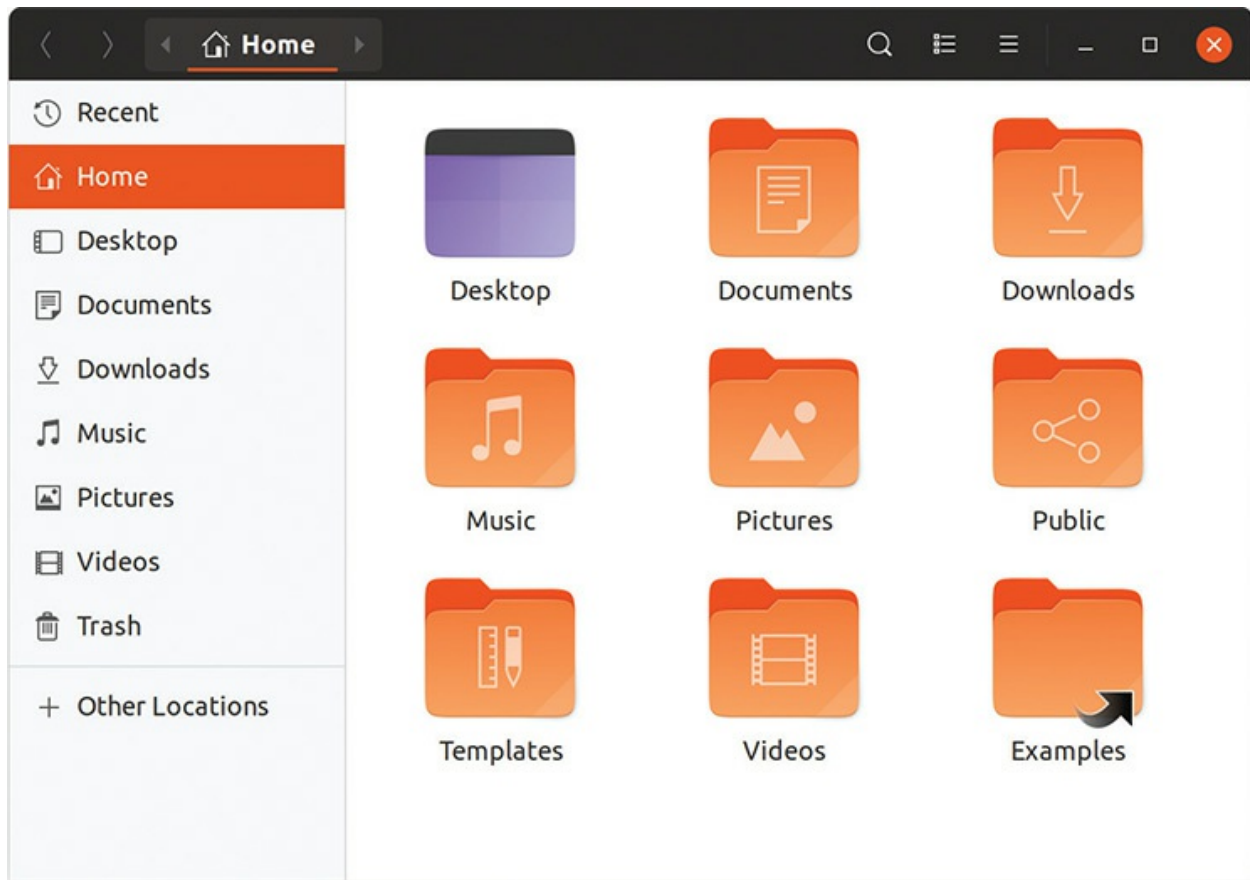 Home
Recent
Home
Desktop
Documents
Downloads
Music
Pictures
Videos
Trash
Other Locations
Desktop
Documents
Downloads
Music
Pictures
Public
Templates
Videos
Examples